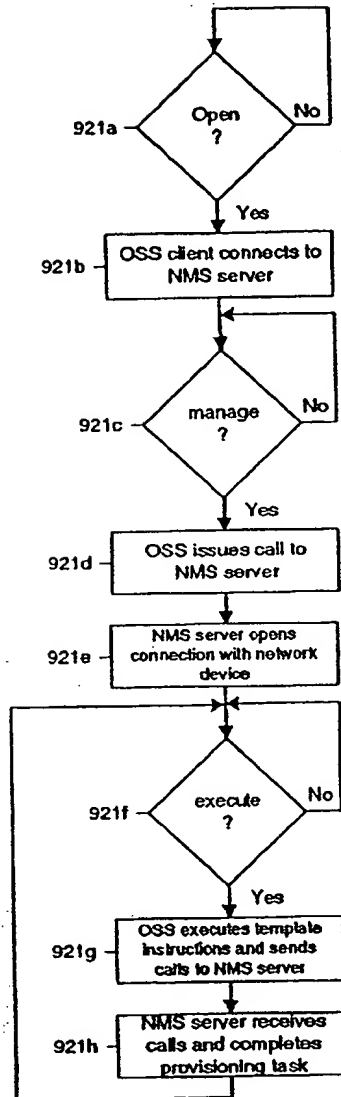 Open
?
No
921a
Yes
OSS client connects to
NMS server
921b
manage
?
No
921c
Yes
OSS issues call to
NMS server
921d
NMS server opens
connection with network
device
921e
execute
?
No
921f
Yes
OSS executes template
instructions and sends
calls to NMS server
921g
NMS server receives
calls and completes
provisioning task
921h